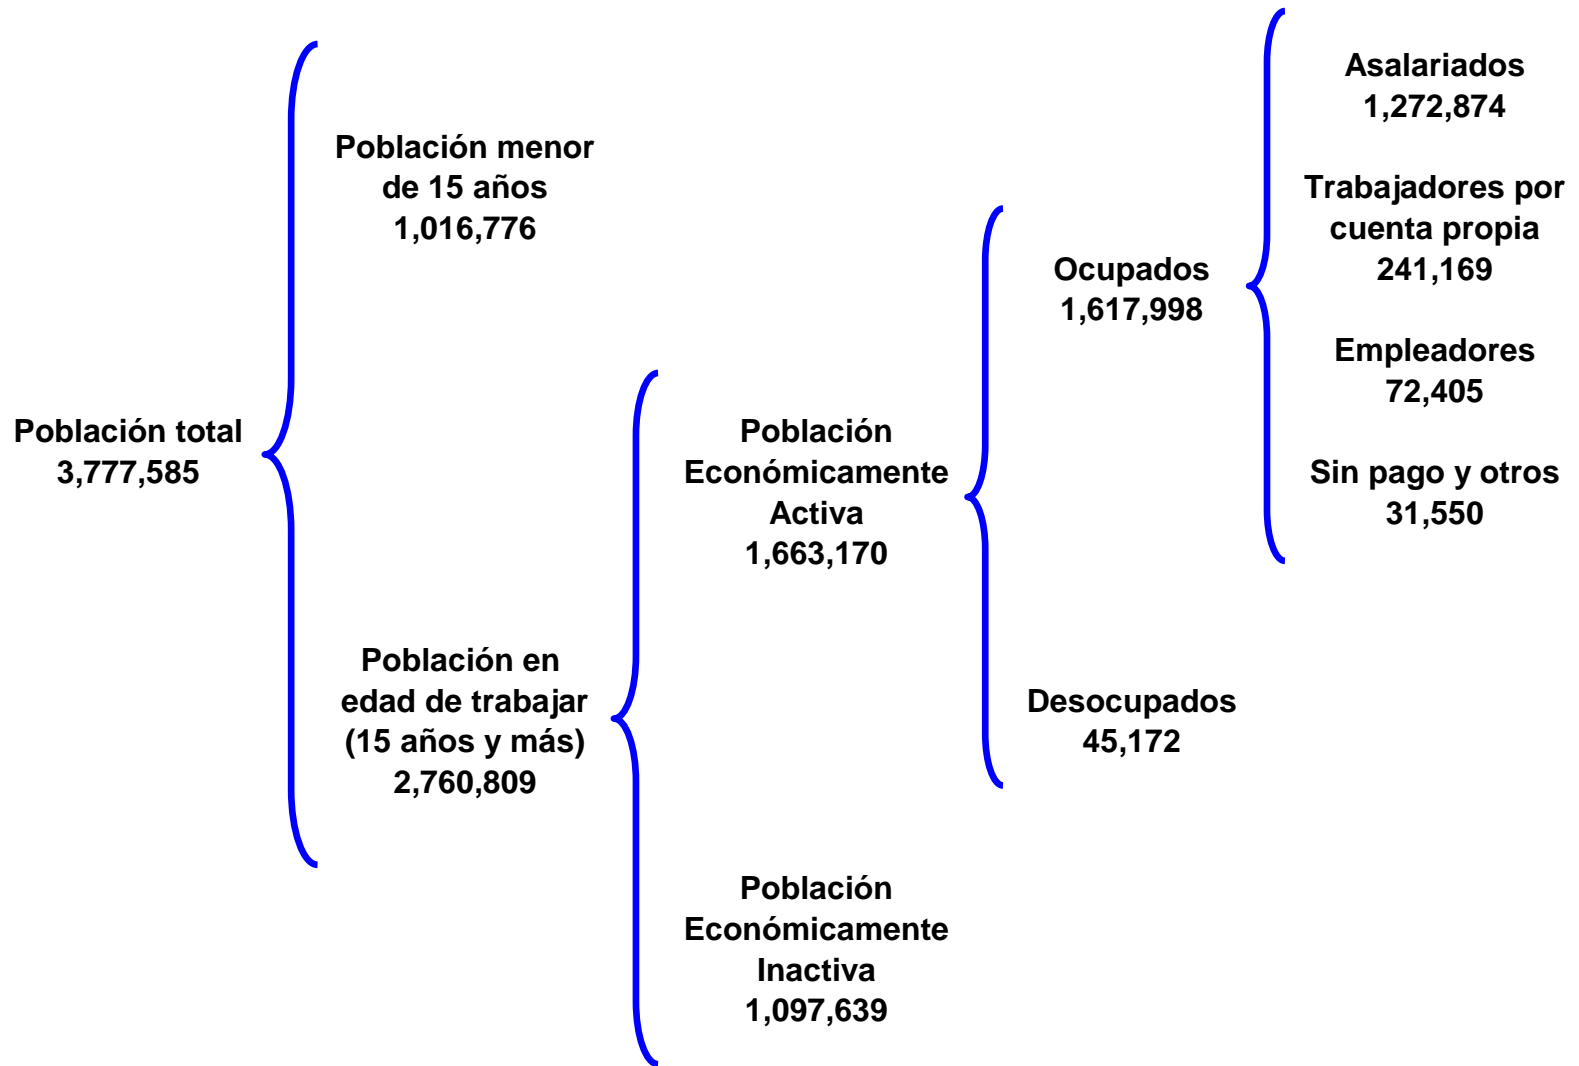 Población total
3,777,585
Población menor
de 15 años
1,016,776
Población en
edad de trabajar
(15 años y más)
2,760,809
Población
Económicamente
Activa
1,663,170
Población
Económicamente
Inactiva
1,097,639
Ocupados
1,617,998
Desocupados
45,172
Asalariados
1,272,874
Trabajadores por
cuenta propia
241,169
Empleadores
72,405
Sin pago y otros
31,550